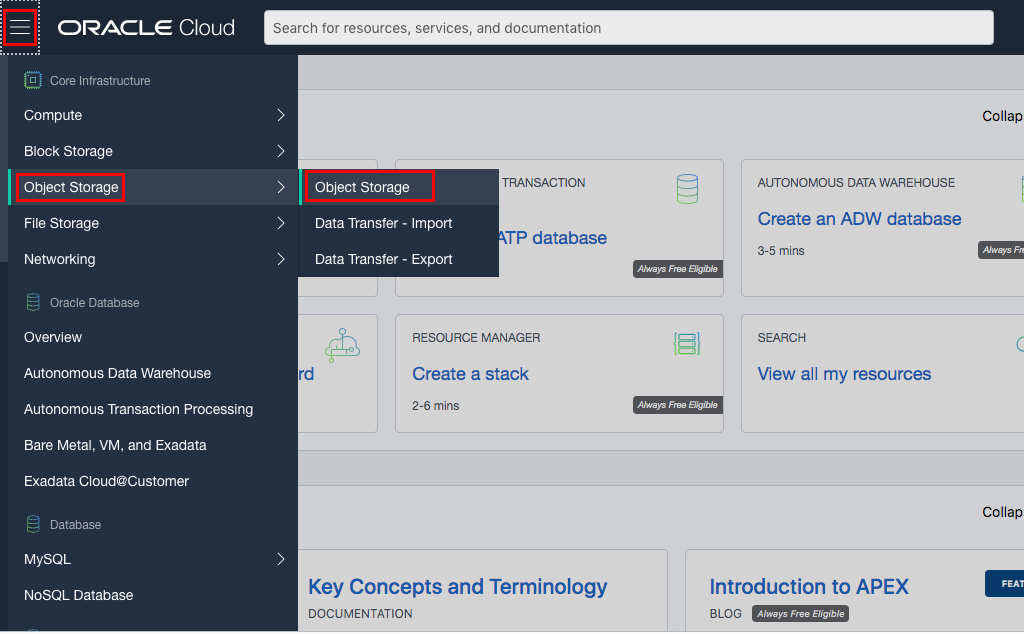 ORACLE Cloud
Search for resources, services, and documentation
Core Infrastructure
Compute
Block Storage
Object Storage
File Storage
Networking
Oracle Database
Overview
Autonomous Data Warehouse
Autonomous Transaction Processing
Bare Metal, VM, and Exadata
Exadata Cloud@Customer
Database
MySQL
NoSQL Database
Object Storage
Data Transfer - Import
Data Transfer - Export
Collap
TRANSACTION
ATP database
Always Free Eligible
AUTONOMOUS DATA WAREHOUSE
Create an ADW database
3-5 mins
Always Fre
rd
RESOURCE MANAGER
Create a stack
2-6 mins
Always Free Eligible
SEARCH
View all my resources
Collap
Key Concepts and Terminology
DOCUMENTATION
Introduction to APEX
BLOG Always Free Eligible
FEAT